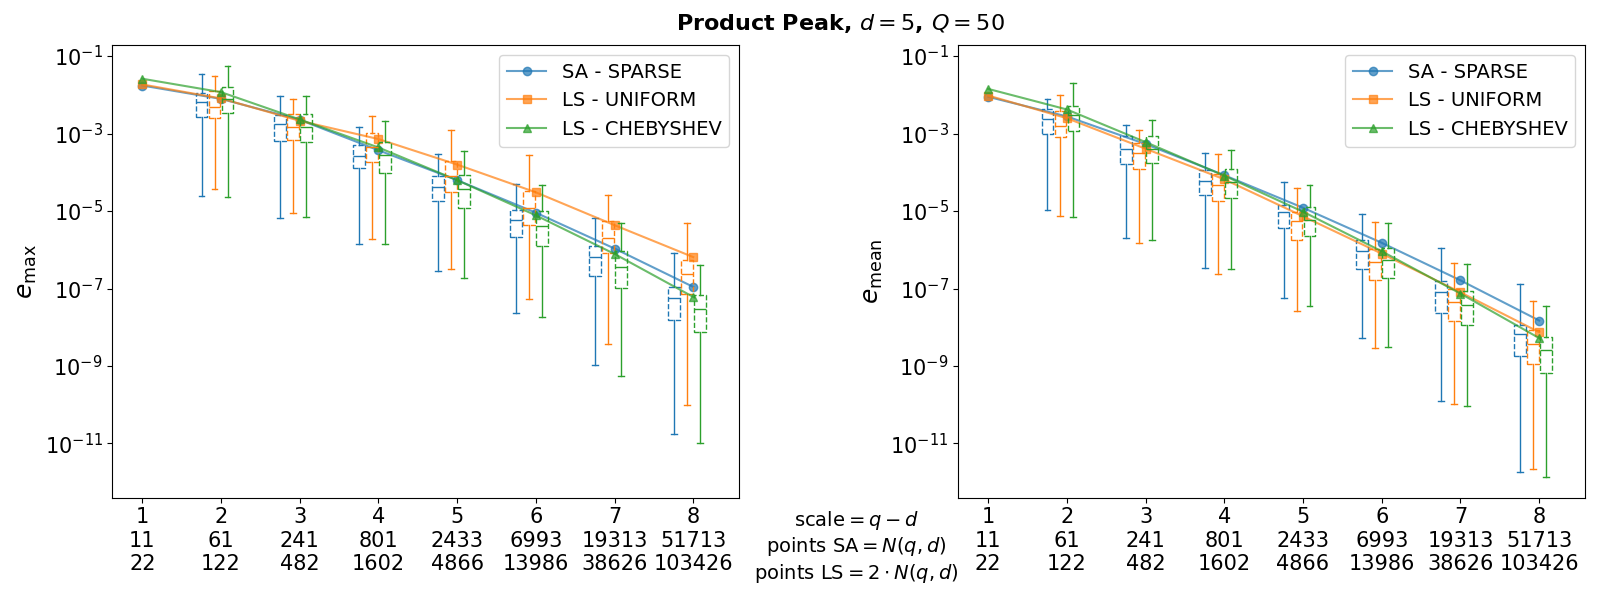 Product Peak, d = 5, Q = 50
10⁻¹
10⁻³
10⁻⁵
10⁻⁷
10⁻⁹
10⁻¹¹
e_max
SA - SPARSE
LS - UNIFORM
LS - CHEBYSHEV
1 2 3 4 5 6 7 8
11 61 241 801 2433 6993 19313 51713
22 122 482 1602 4866 13986 38626 103426
scale = q − d
points SA = N(q, d)
points LS = 2 · N(q, d)
10⁻¹
10⁻³
10⁻⁵
10⁻⁷
10⁻⁹
10⁻¹¹
e_mean
SA - SPARSE
LS - UNIFORM
LS - CHEBYSHEV
1 2 3 4 5 6 7 8
11 61 241 801 2433 6993 19313 51713
22 122 482 1602 4866 13986 38626 103426